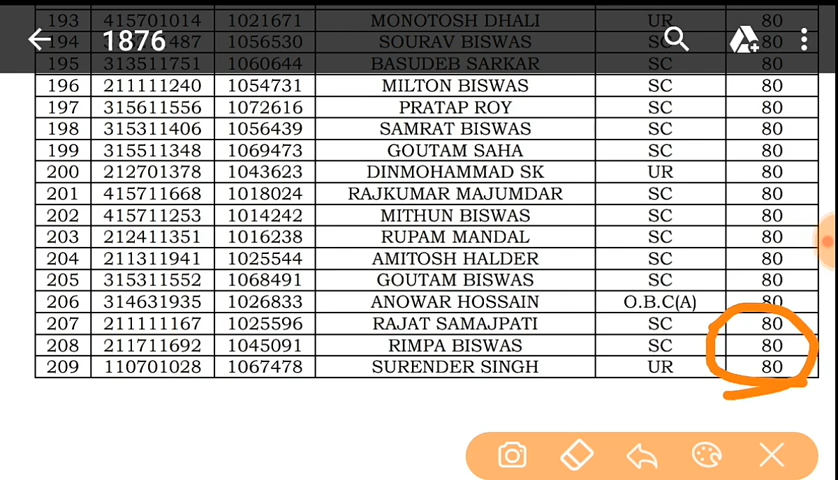 193 415701014 1021671 MONOTOSH DHALI UR 80
1876
194 487 1056530 SOURAV BISWAS SC 80
195 313511751 1060644 BASUDEB SARKAR SC 80
196 211111240 1054731 MILTON BISWAS SC 80
197 315611556 1072616 PRATAP ROY SC 80
198 315311406 1056439 SAMRAT BISWAS SC 80
199 315511348 1069473 GOUTAM SAHA SC 80
200 212701378 1043623 DINMOHAMMAD SK UR 80
201 415711668 1018024 RAJKUMAR MAJUMDAR SC 80
202 415711253 1014242 MITHUN BISWAS SC 80
203 212411351 1016238 RUPAM MANDAL SC 80
204 211311941 1025544 AMITOSH HALDER SC 80
205 315311552 1068491 GOUTAM BISWAS SC 80
206 314631935 1026833 ANOWAR HOSSAIN O.B.C(A) 80
207 211111167 1025596 RAJAT SAMAJPATI SC 80
208 211711692 1045091 RIMPA BISWAS SC 80
209 110701028 1067478 SURENDER SINGH UR 80